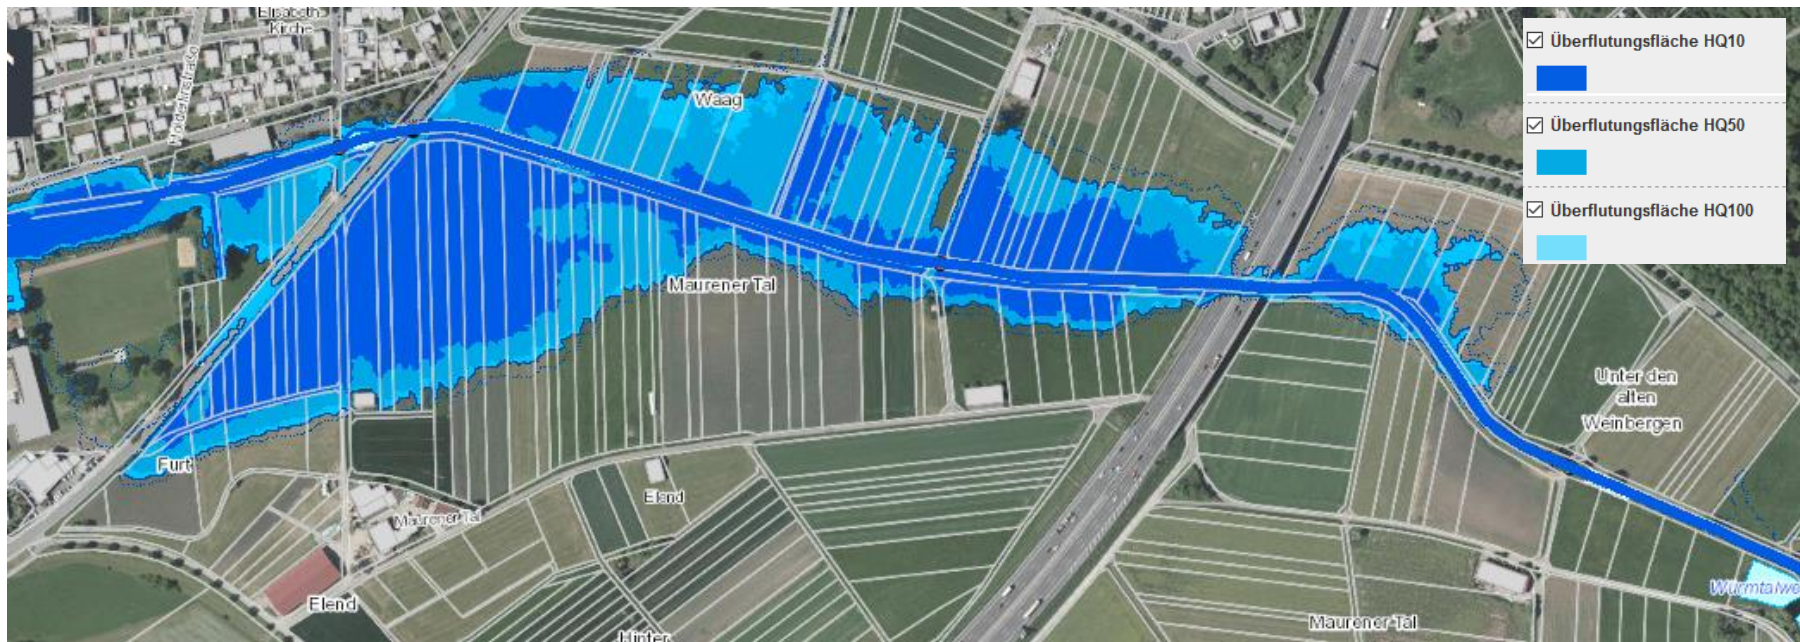 Elisabeth-
Kirche
Überflutungsfläche HQ10
Waag
Überflutungsfläche HQ50
Überflutungsfläche HQ100
Maurener Tal
Unter den
alten
Weinbergen
Furt
Elend
Maurener Tal
Elend
Maurener Tal
Hinter